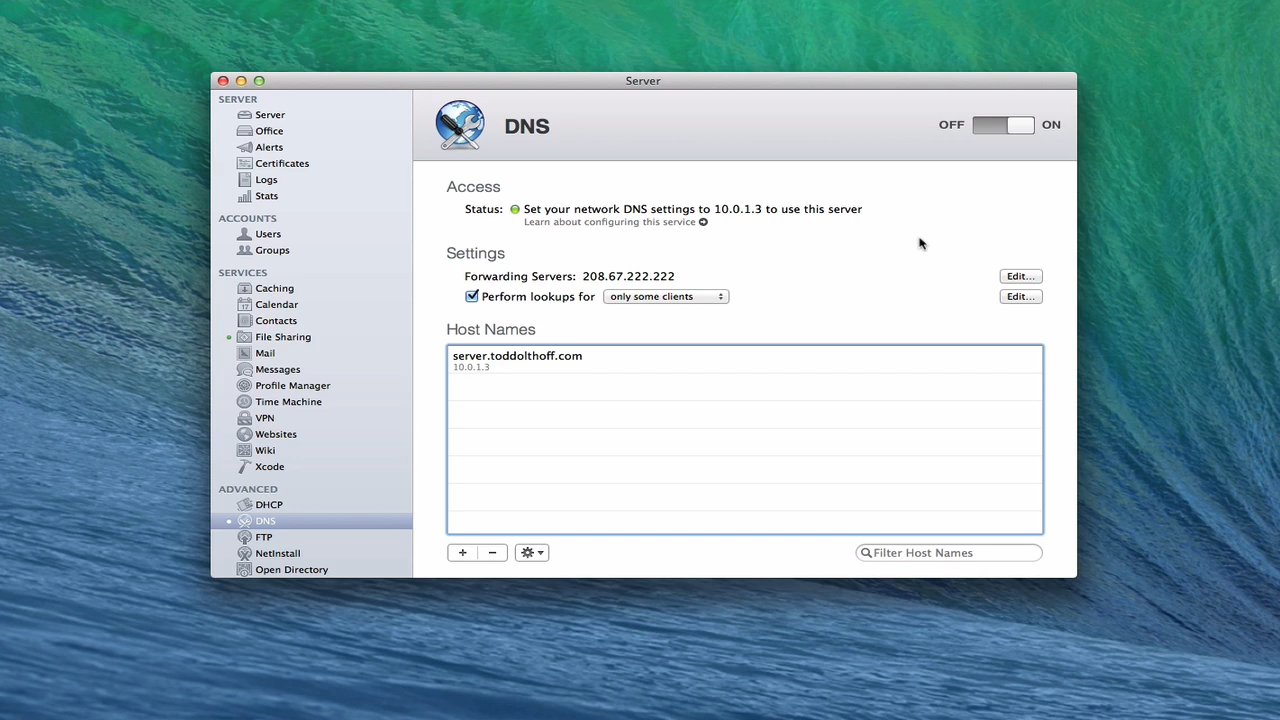 Server
SERVER
Server
Office
Alerts
Certificates
Logs
Stats
ACCOUNTS
Users
Groups
SERVICES
Caching
Calendar
Contacts
File Sharing
Mail
Messages
Profile Manager
Time Machine
VPN
Websites
Wiki
Xcode
ADVANCED
DHCP
DNS
FTP
NetInstall
Open Directory
DNS
OFF ON
Access
Status: Set your network DNS settings to 10.0.1.3 to use this server
Learn about configuring this service
Settings
Forwarding Servers: 208.67.222.222 Edit...
Perform lookups for only some clients Edit...
Host Names
server.toddolthoff.com
10.0.1.3
Filter Host Names